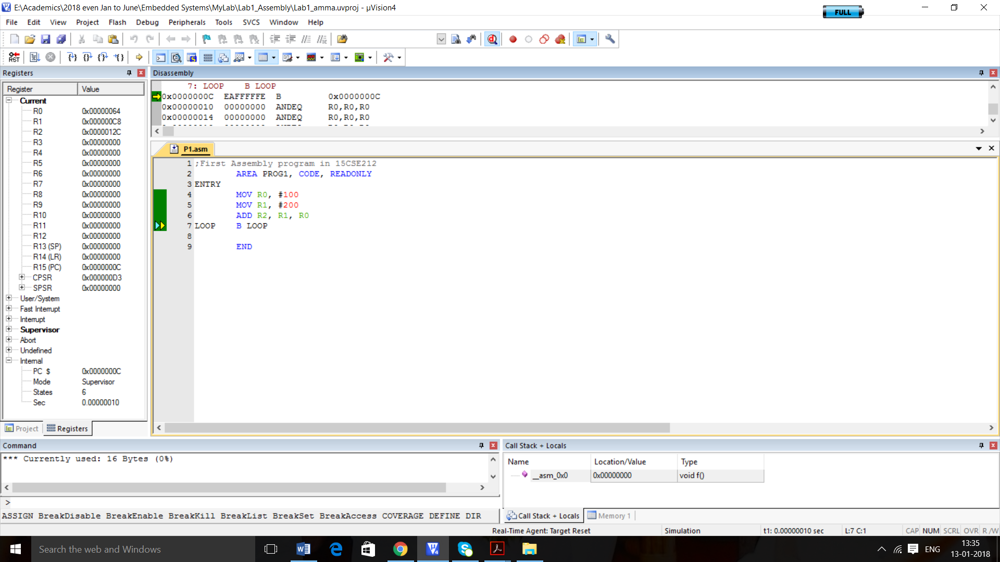 E:\Academics\2018 even Jan to June\Embedded Systems\MyLab\Lab1_Assembly\Lab1_amma.uvproj - µVision4
FULL
File Edit View Project Flash Debug Peripherals Tools SVCS Window Help
RST
Registers
Register Value
Current
R0 0x00000064
R1 0x000000C8
R2 0x0000012C
R3 0x00000000
R4 0x00000000
R5 0x00000000
R6 0x00000000
R7 0x00000000
R8 0x00000000
R9 0x00000000
R10 0x00000000
R11 0x00000000
R12 0x00000000
R13 (SP) 0x00000000
R14 (LR) 0x00000000
R15 (PC) 0x0000000C
CPSR 0x000000D3
SPSR 0x00000000
User/System
Fast Interrupt
Interrupt
Supervisor
Abort
Undefined
Internal
PC $ 0x0000000C
Mode Supervisor
States 6
Sec 0.00000010
Project Registers
Disassembly
7: LOOP B LOOP
0x0000000C EAFFFFFE B 0x0000000C
0x00000010 00000000 ANDEQ R0,R0,R0
0x00000014 00000000 ANDEQ R0,R0,R0
P1.asm
1 ;First Assembly program in 15CSE212
2 AREA PROG1, CODE, READONLY
3 ENTRY
4 MOV R0, #100
5 MOV R1, #200
6 ADD R2, R1, R0
7 LOOP B LOOP
8
9 END
Command
*** Currently used: 16 Bytes (0%)
>
ASSIGN BreakDisable BreakEnable BreakKill BreakList BreakSet BreakAccess COVERAGE DEFINE DIR
Call Stack + Locals
Name Location/Value Type
__asm_0x0 0x00000000 void f()
Call Stack + Locals Memory 1
Real-Time Agent: Target Reset Simulation t1: 0.00000010 sec L:7 C:1 CAP NUM SCRL OVR R /W
Search the web and Windows
ENG
13:35
13-01-2018